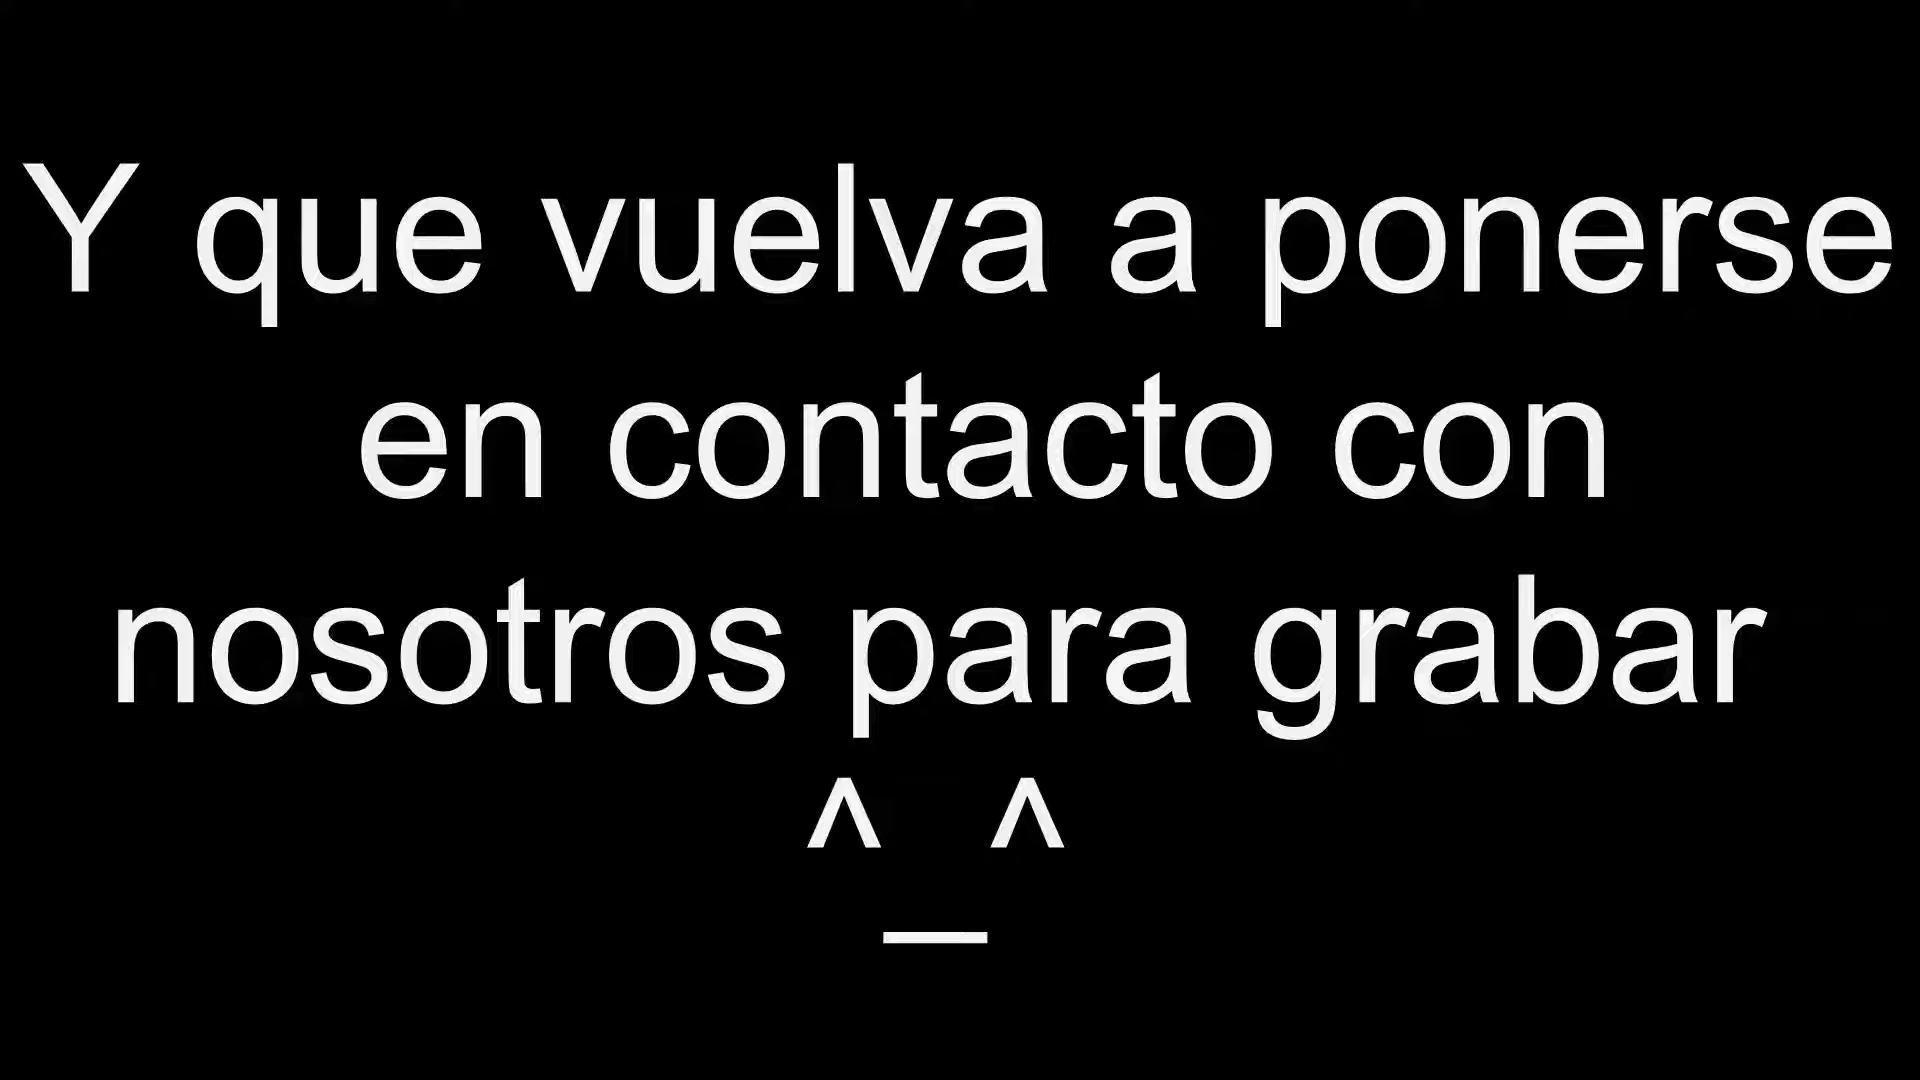 Y que vuelva a ponerse
en contacto con
nosotros para grabar
^_^